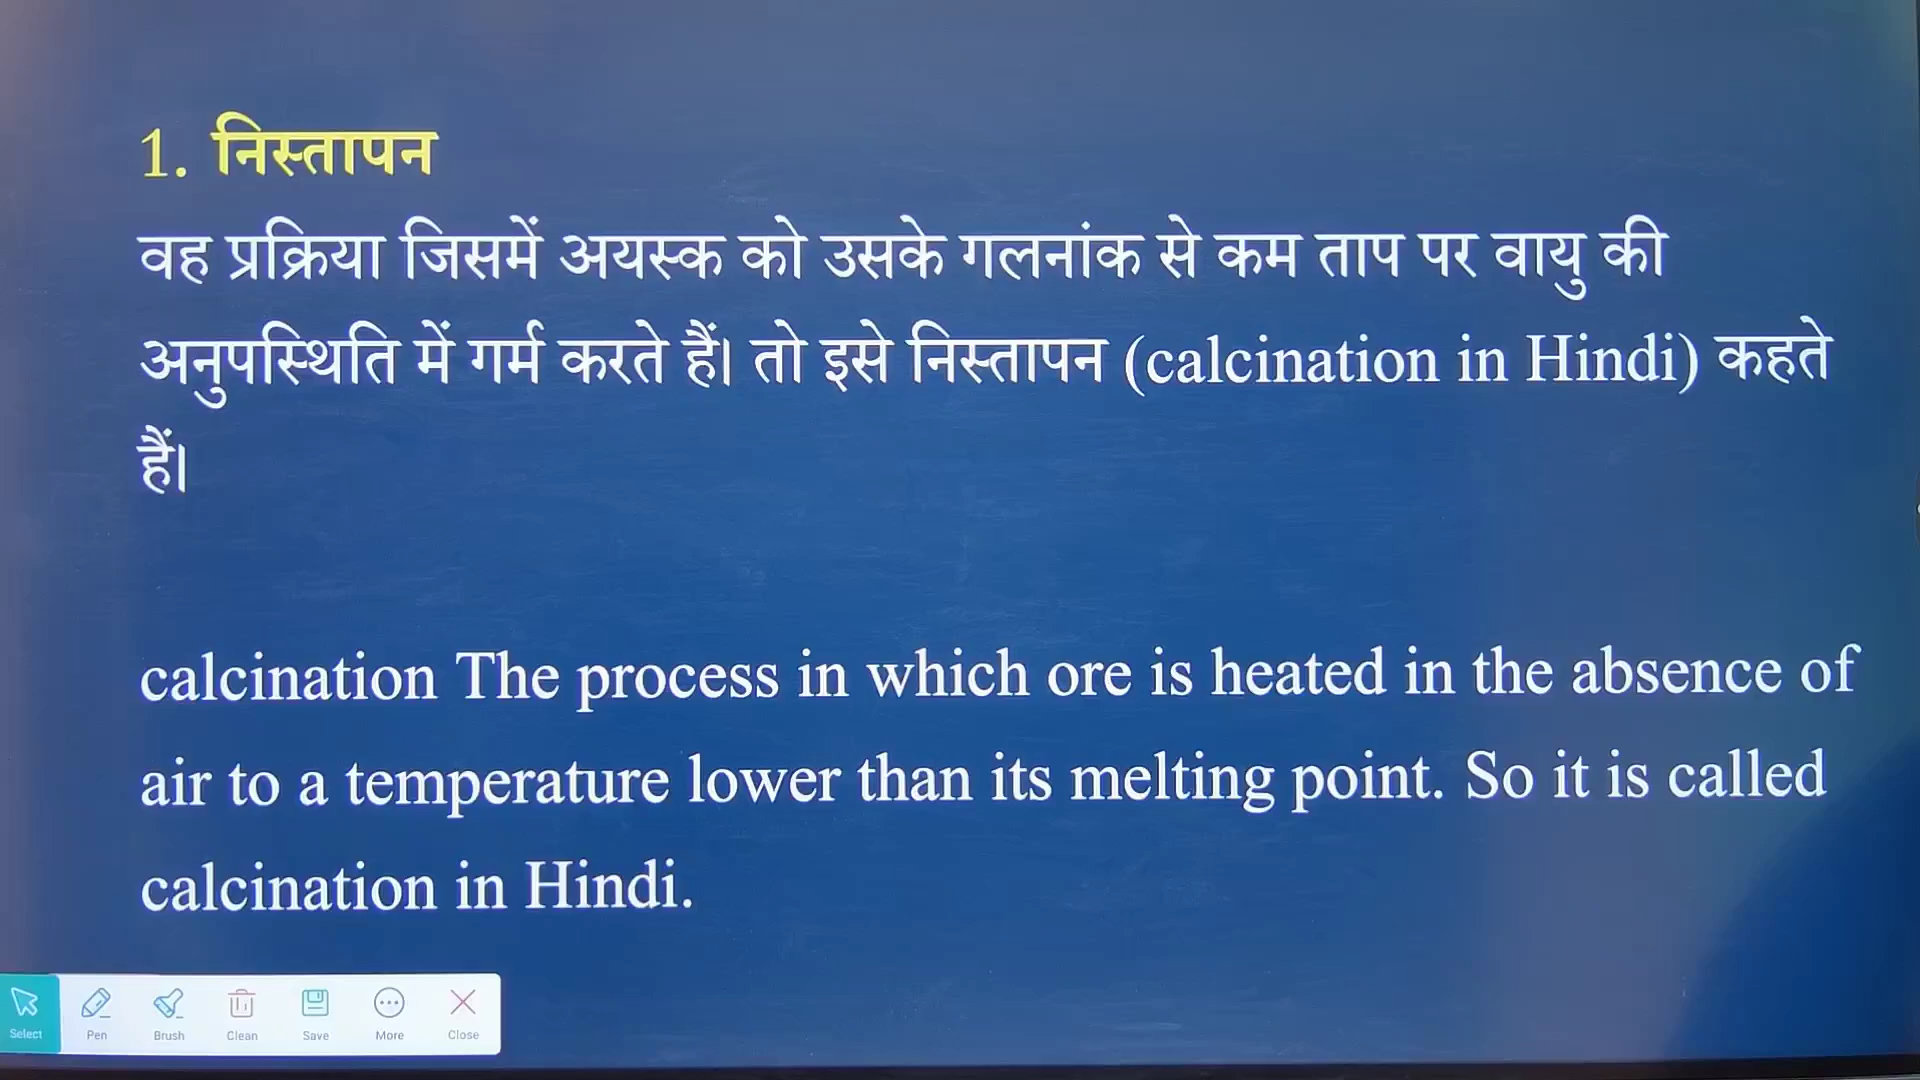 1. निस्तापन
वह प्रक्रिया जिसमें अयस्क को उसके गलनांक से कम ताप पर वायु की
अनुपस्थिति में गर्म करते हैं। तो इसे निस्तापन (calcination in Hindi) कहते
हैं।
calcination The process in which ore is heated in the absence of
air to a temperature lower than its melting point. So it is called
calcination in Hindi.
Select Pen Brush Clean Save More Close